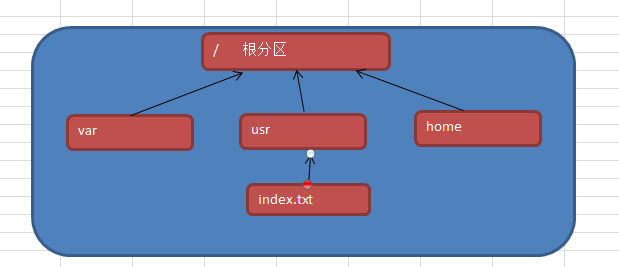 / 根分区
var
usr
home
index.txt